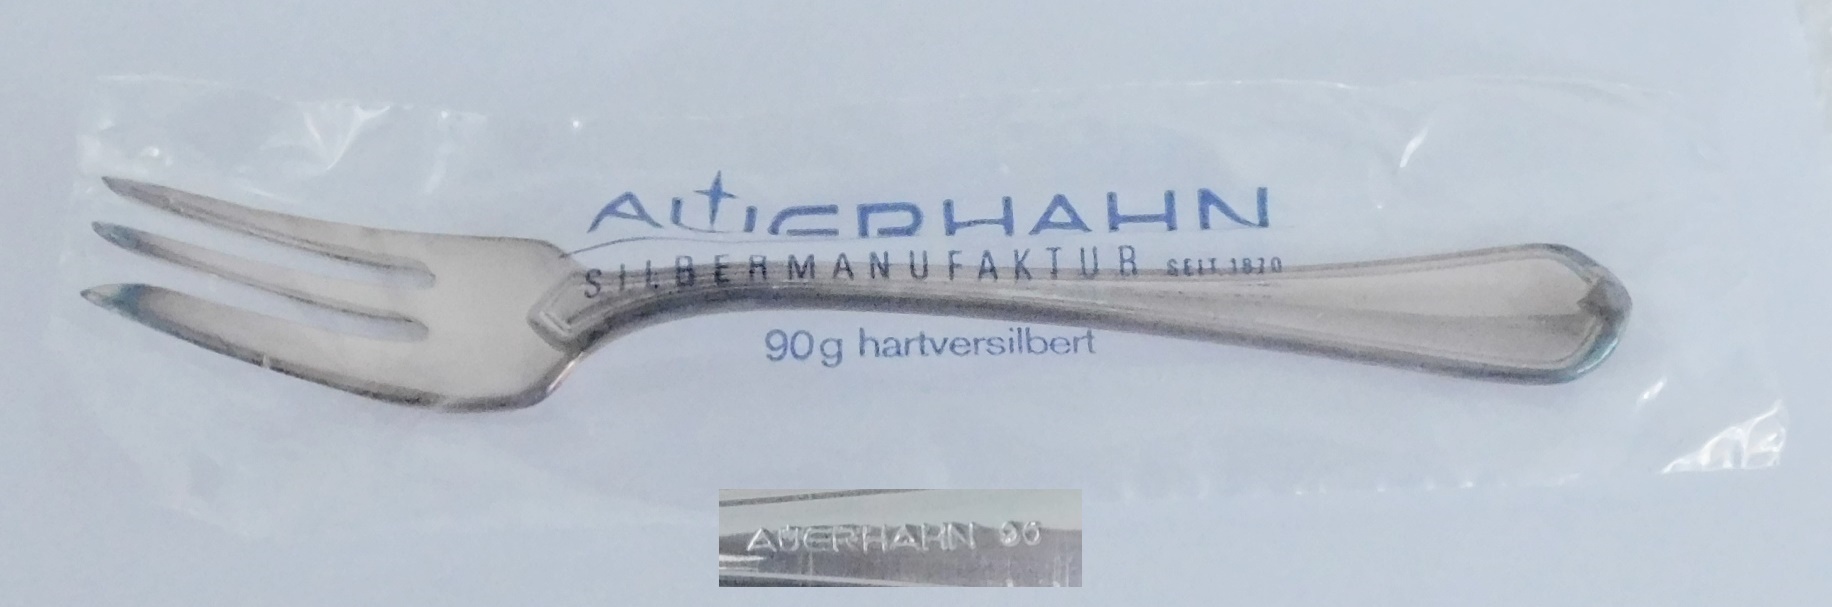 AUERHAHN
SILBERMANUFAKTUR SEIT 1870
90g hartversilbert
AUERHAHN 90